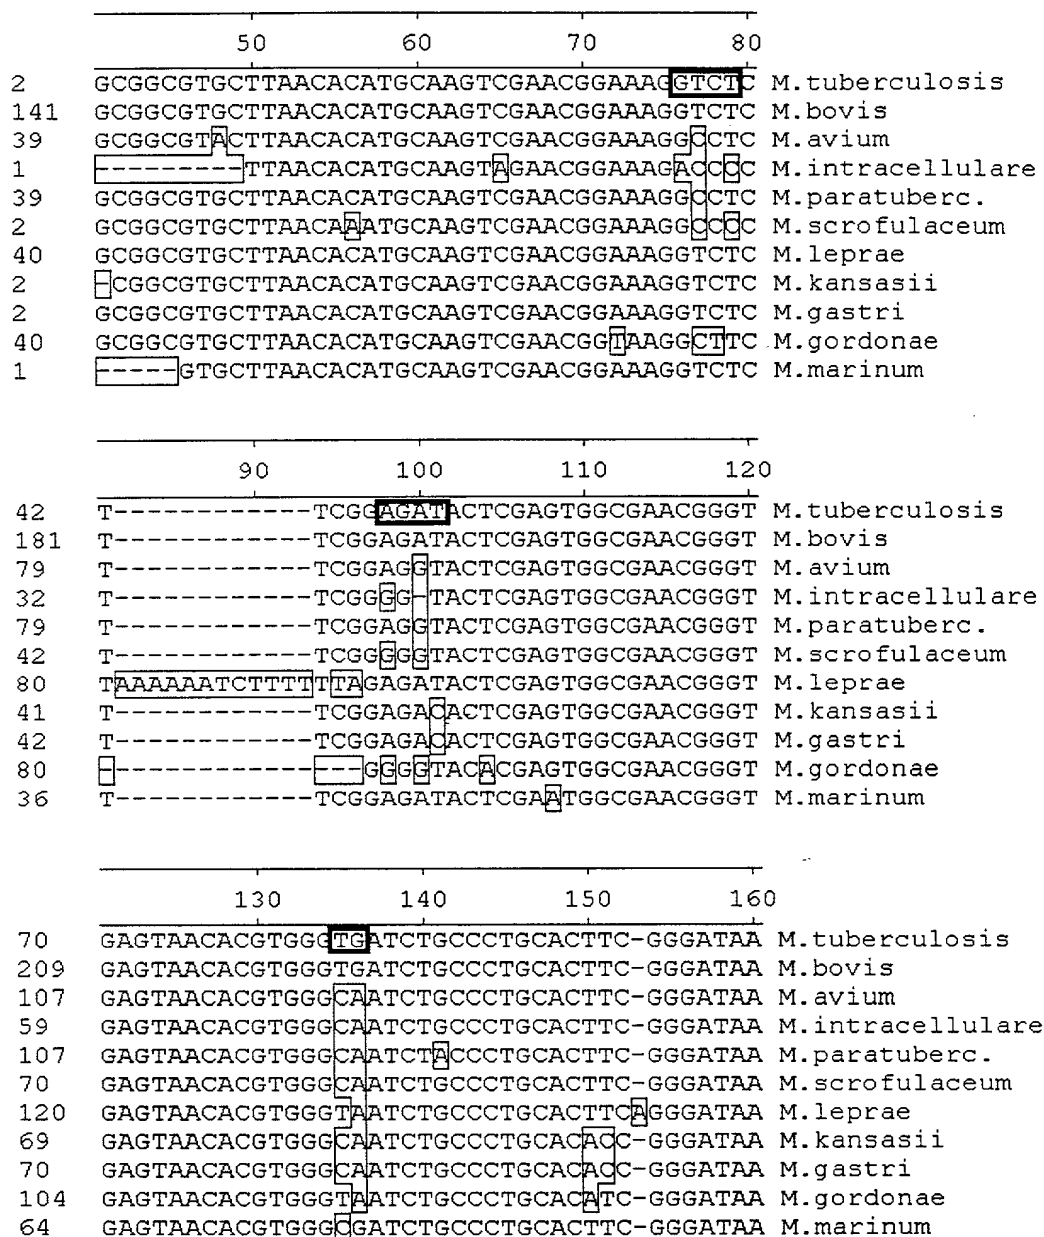 50 60 70 80
2 GCGGCGTGCTTAACACATGCAAGTCGAACGGAAAGGTCTC M.tuberculosis
141 GCGGCGTGCTTAACACATGCAAGTCGAACGGAAAGGTCTC M.bovis
39 GCGGCGTACTTAACACATGCAAGTCGAACGGAAAGGCCTC M.avium
1 ---------TTAACACATGCAAGTAGAACGGAAAGACCCC M.intracellulare
39 GCGGCGTGCTTAACACATGCAAGTCGAACGGAAAGGCCTC M.paratuberc.
2 GCGGCGTGCTTAACAAATGCAAGTCGAACGGAAAGGCCCC M.scrofulaceum
40 GCGGCGTGCTTAACACATGCAAGTCGAACGGAAAGGTCTC M.leprae
2 -CGGCGTGCTTAACACATGCAAGTCGAACGGAAAGGTCTC M.kansasii
2 GCGGCGTGCTTAACACATGCAAGTCGAACGGAAAGGTCTC M.gastri
40 GCGGCGTGCTTAACACATGCAAGTCGAACGGTAAGGCTTC M.gordonae
1 -----GTGCTTAACACATGCAAGTCGAACGGAAAGGTCTC M.marinum
90 100 110 120
42 T------------TCGGAGATACTCGAGTGGCGAACGGGT M.tuberculosis
181 T------------TCGGAGATACTCGAGTGGCGAACGGGT M.bovis
79 T------------TCGGAGGTACTCGAGTGGCGAACGGGT M.avium
32 T------------TCGGGG-TACTCGAGTGGCGAACGGGT M.intracellulare
79 T------------TCGGAGGTACTCGAGTGGCGAACGGGT M.paratuberc.
42 T------------TCGGGGGTACTCGAGTGGCGAACGGGT M.scrofulaceum
80 TAAAAAATCTTTTTTAGAGATACTCGAGTGGCGAACGGGT M.leprae
41 T------------TCGGAGACACTCGAGTGGCGAACGGGT M.kansasii
42 T------------TCGGAGACACTCGAGTGGCGAACGGGT M.gastri
80 ----------------GGGGTACACGAGTGGCGAACGGGT M.gordonae
36 T------------TCGGAGATACTCGAATGGCGAACGGGT M.marinum
130 140 150 160
70 GAGTAACACGTGGGTGATCTGCCCTGCACTTC-GGGATAA M.tuberculosis
209 GAGTAACACGTGGGTGATCTGCCCTGCACTTC-GGGATAA M.bovis
107 GAGTAACACGTGGGCAATCTGCCCTGCACTTC-GGGATAA M.avium
59 GAGTAACACGTGGGCAATCTGCCCTGCACTTC-GGGATAA M.intracellulare
107 GAGTAACACGTGGGCAATCTACCCTGCACTTC-GGGATAA M.paratuberc.
70 GAGTAACACGTGGGCAATCTGCCCTGCACTTC-GGGATAA M.scrofulaceum
120 GAGTAACACGTGGGTAATCTGCCCTGCACTTCAGGGATAA M.leprae
69 GAGTAACACGTGGGCAATCTGCCCTGCACACC-GGGATAA M.kansasii
70 GAGTAACACGTGGGCAATCTGCCCTGCACACC-GGGATAA M.gastri
104 GAGTAACACGTGGGTAATCTGCCCTGCACATC-GGGATAA M.gordonae
64 GAGTAACACGTGGGCGATCTGCCCTGCACTTC-GGGATAA M.marinum